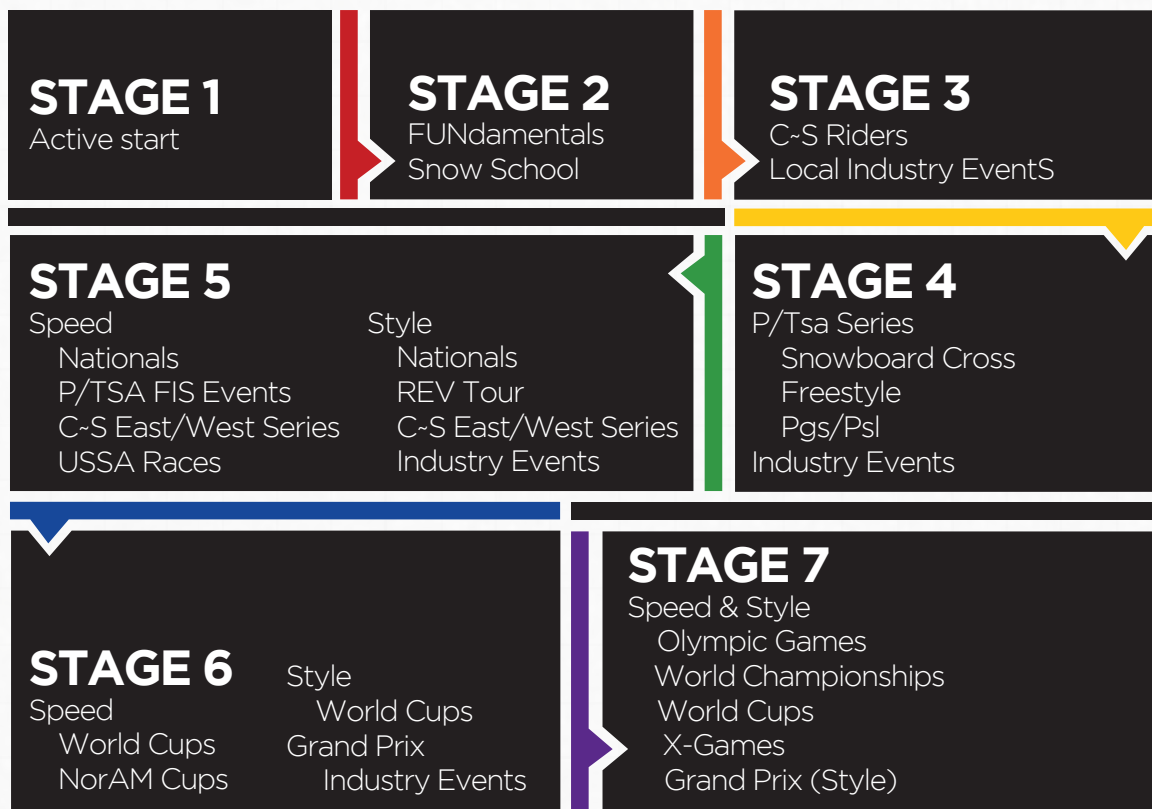 STAGE 1
Active start
STAGE 2
FUNdamentals
Snow School
STAGE 3
C~S Riders
Local Industry EventS
STAGE 4
P/Tsa Series
Snowboard Cross
Freestyle
Pgs/Psl
Industry Events
STAGE 5
Speed
Nationals
P/TSA FIS Events
C~S East/West Series
USSA Races
Style
Nationals
REV Tour
C~S East/West Series
Industry Events
STAGE 6
Speed
World Cups
NorAM Cups
Style
World Cups
Grand Prix
Industry Events
STAGE 7
Speed & Style
Olympic Games
World Championships
World Cups
X-Games
Grand Prix (Style)